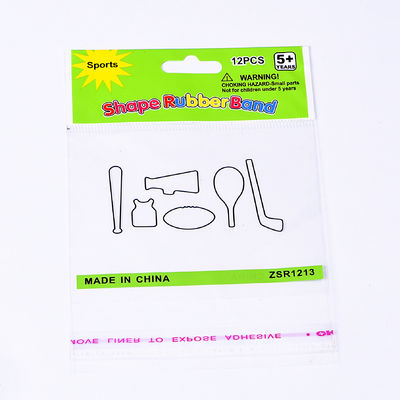 Sports
12PCS
5+
YEARS
WARNING!
CHOKING HAZARD-Small parts
Not for children under 5 years
Shape Rubber Band
MADE IN CHINA
ZSR1213
MOVE LINER TO EXPOSE ADHESIVE •